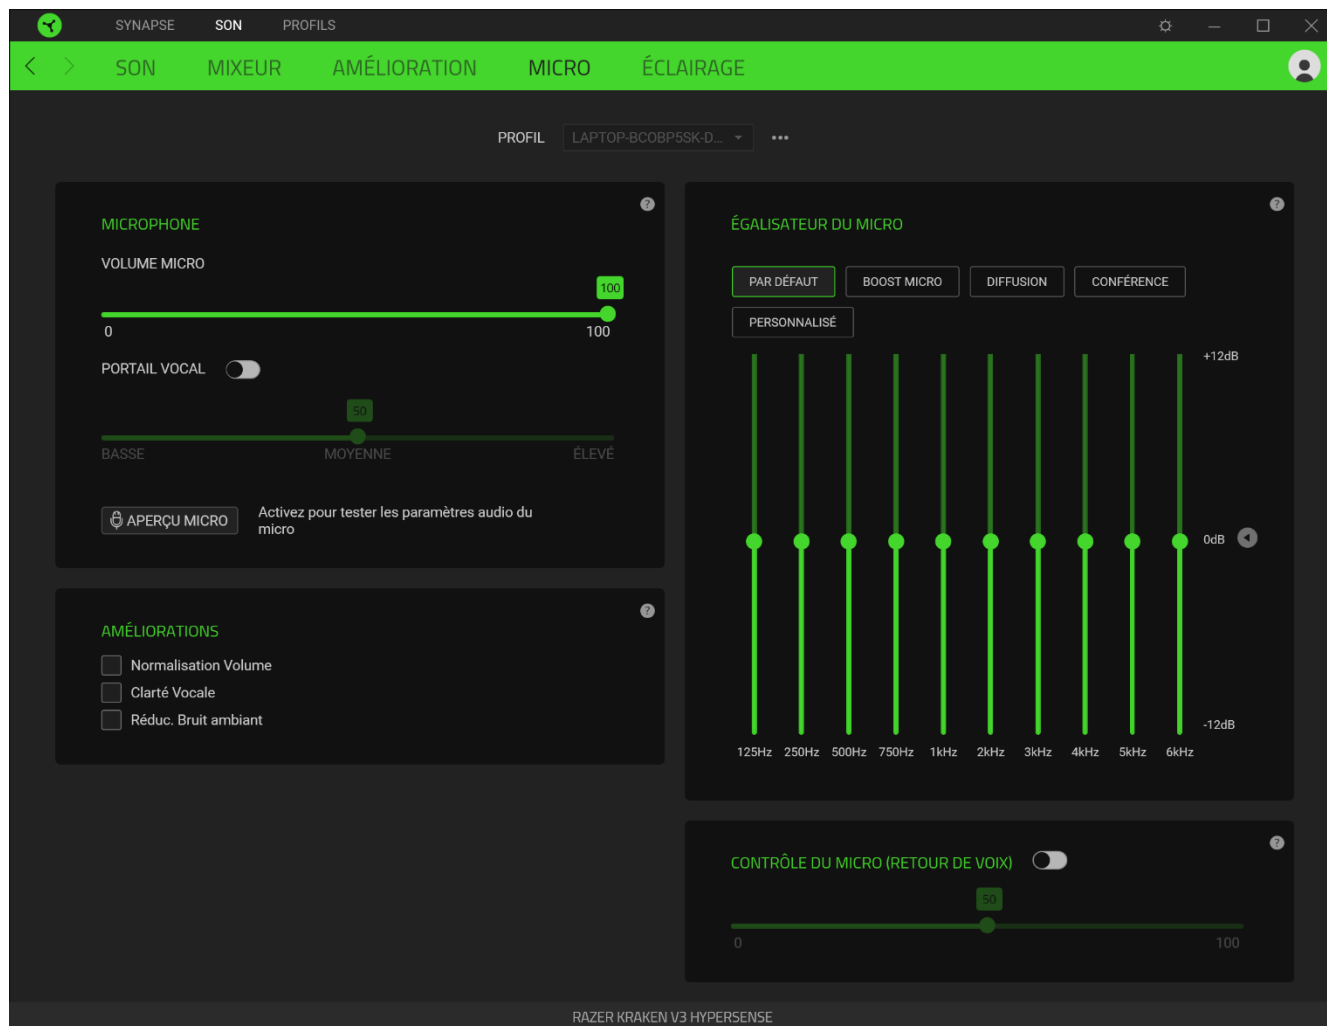 SYNAPSE SON PROFILS
SON MIXEUR AMÉLIORATION MICRO ÉCLAIRAGE
PROFIL LAPTOP-BCOBP5SK-D...
MICROPHONE
VOLUME MICRO
100
0 100
PORTAIL VOCAL
50
BASSE MOYENNE ÉLEVÉ
APERÇU MICRO
Activez pour tester les paramètres audio du
micro
AMÉLIORATIONS
Normalisation Volume
Clarté Vocale
Réduc. Bruit ambiant
ÉGALISATEUR DU MICRO
PAR DÉFAUT BOOST MICRO DIFFUSION CONFÉRENCE
PERSONNALISÉ
+12dB
0dB
-12dB
125Hz 250Hz 500Hz 750Hz 1kHz 2kHz 3kHz 4kHz 5kHz 6kHz
CONTRÔLE DU MICRO (RETOUR DE VOIX)
50
0 100
RAZER KRAKEN V3 HYPERSENSE